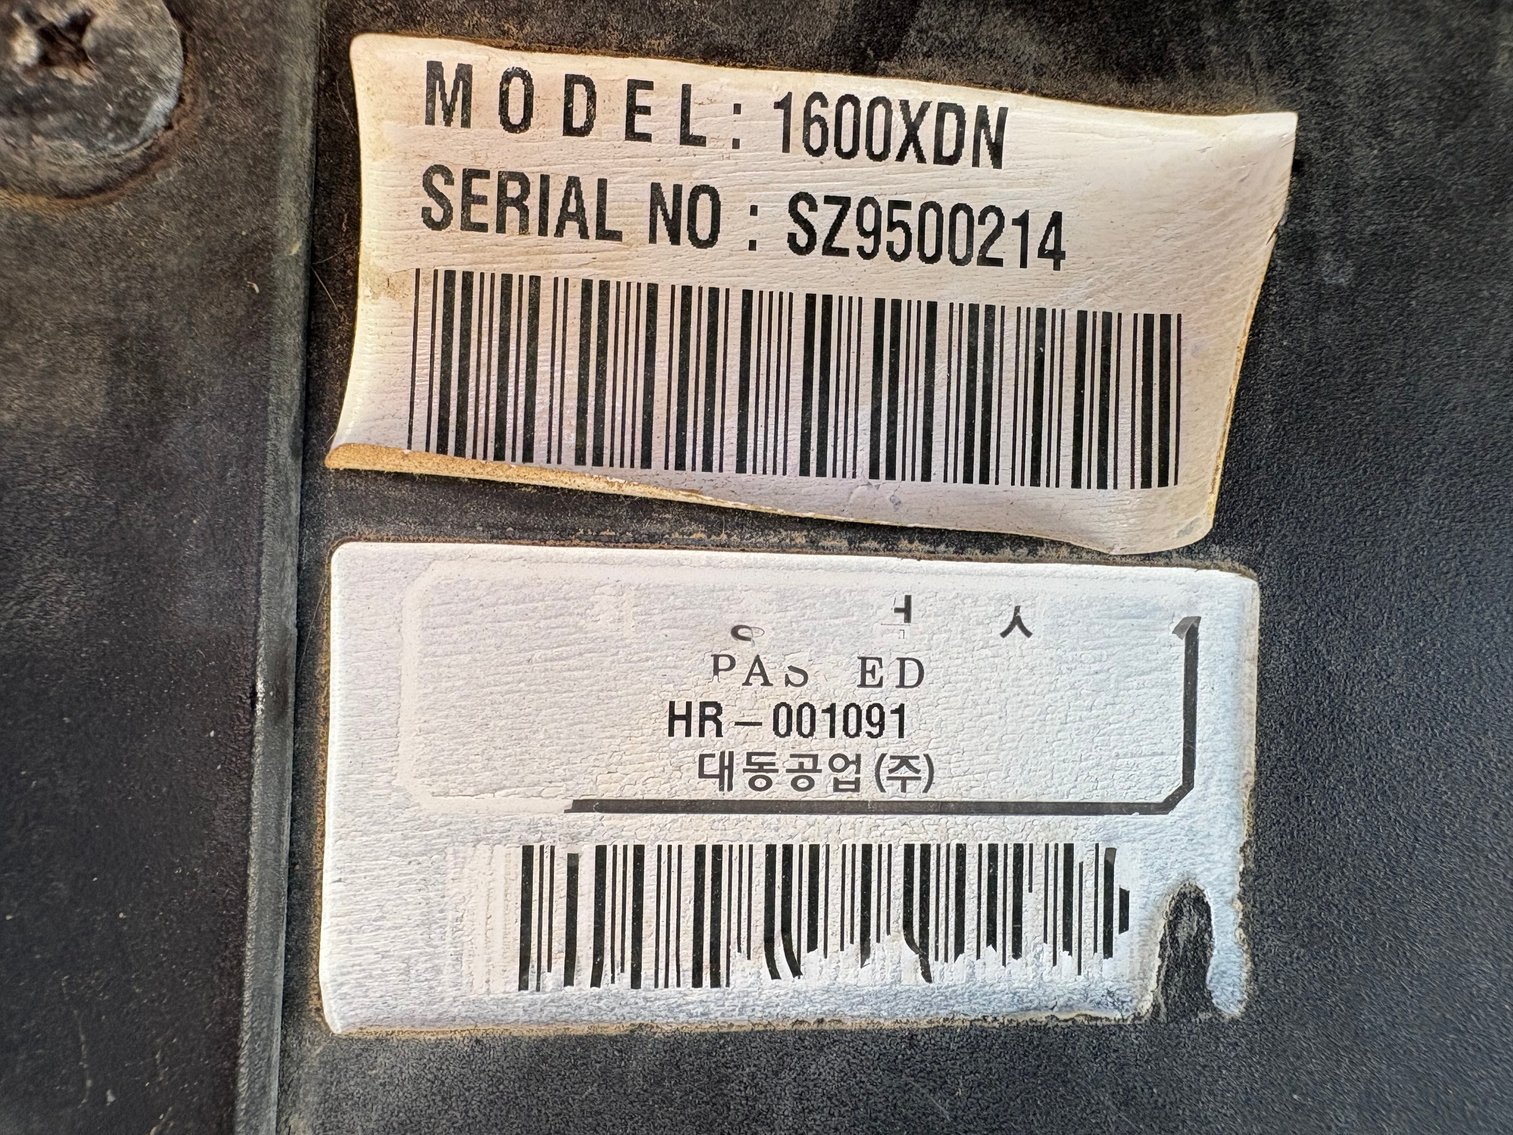 MODEL: 1600XDN
SERIAL NO : SZ9500214
PAS ED
HR-001091
대동공업(주)